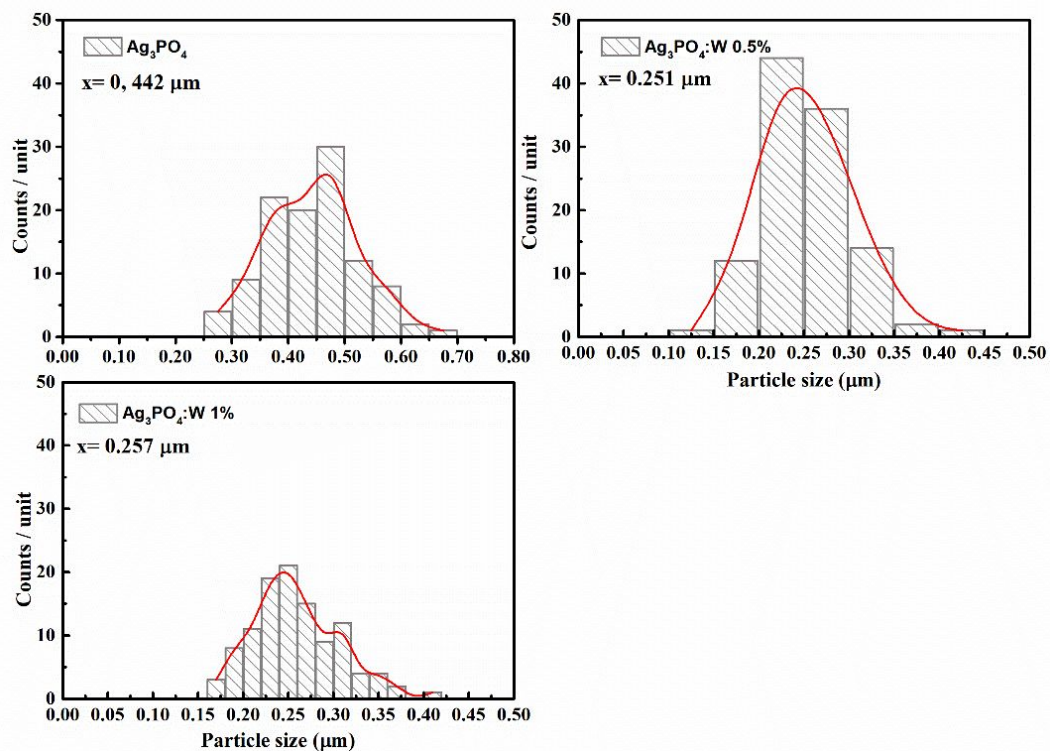 50
40
30
20
10
0
Counts / unit
Ag₃PO₄
x= 0, 442 μm
0.00 0.10 0.20 0.30 0.40 0.50 0.60 0.70 0.80
50
40
30
20
10
0
Counts / unit
Ag₃PO₄:W 0.5%
x= 0.251 μm
0.00 0.05 0.10 0.15 0.20 0.25 0.30 0.35 0.40 0.45 0.50
Particle size (μm)
50
40
30
20
10
0
Counts / unit
Ag₃PO₄:W 1%
x= 0.257 μm
0.00 0.05 0.10 0.15 0.20 0.25 0.30 0.35 0.40 0.45 0.50
Particle size (μm)